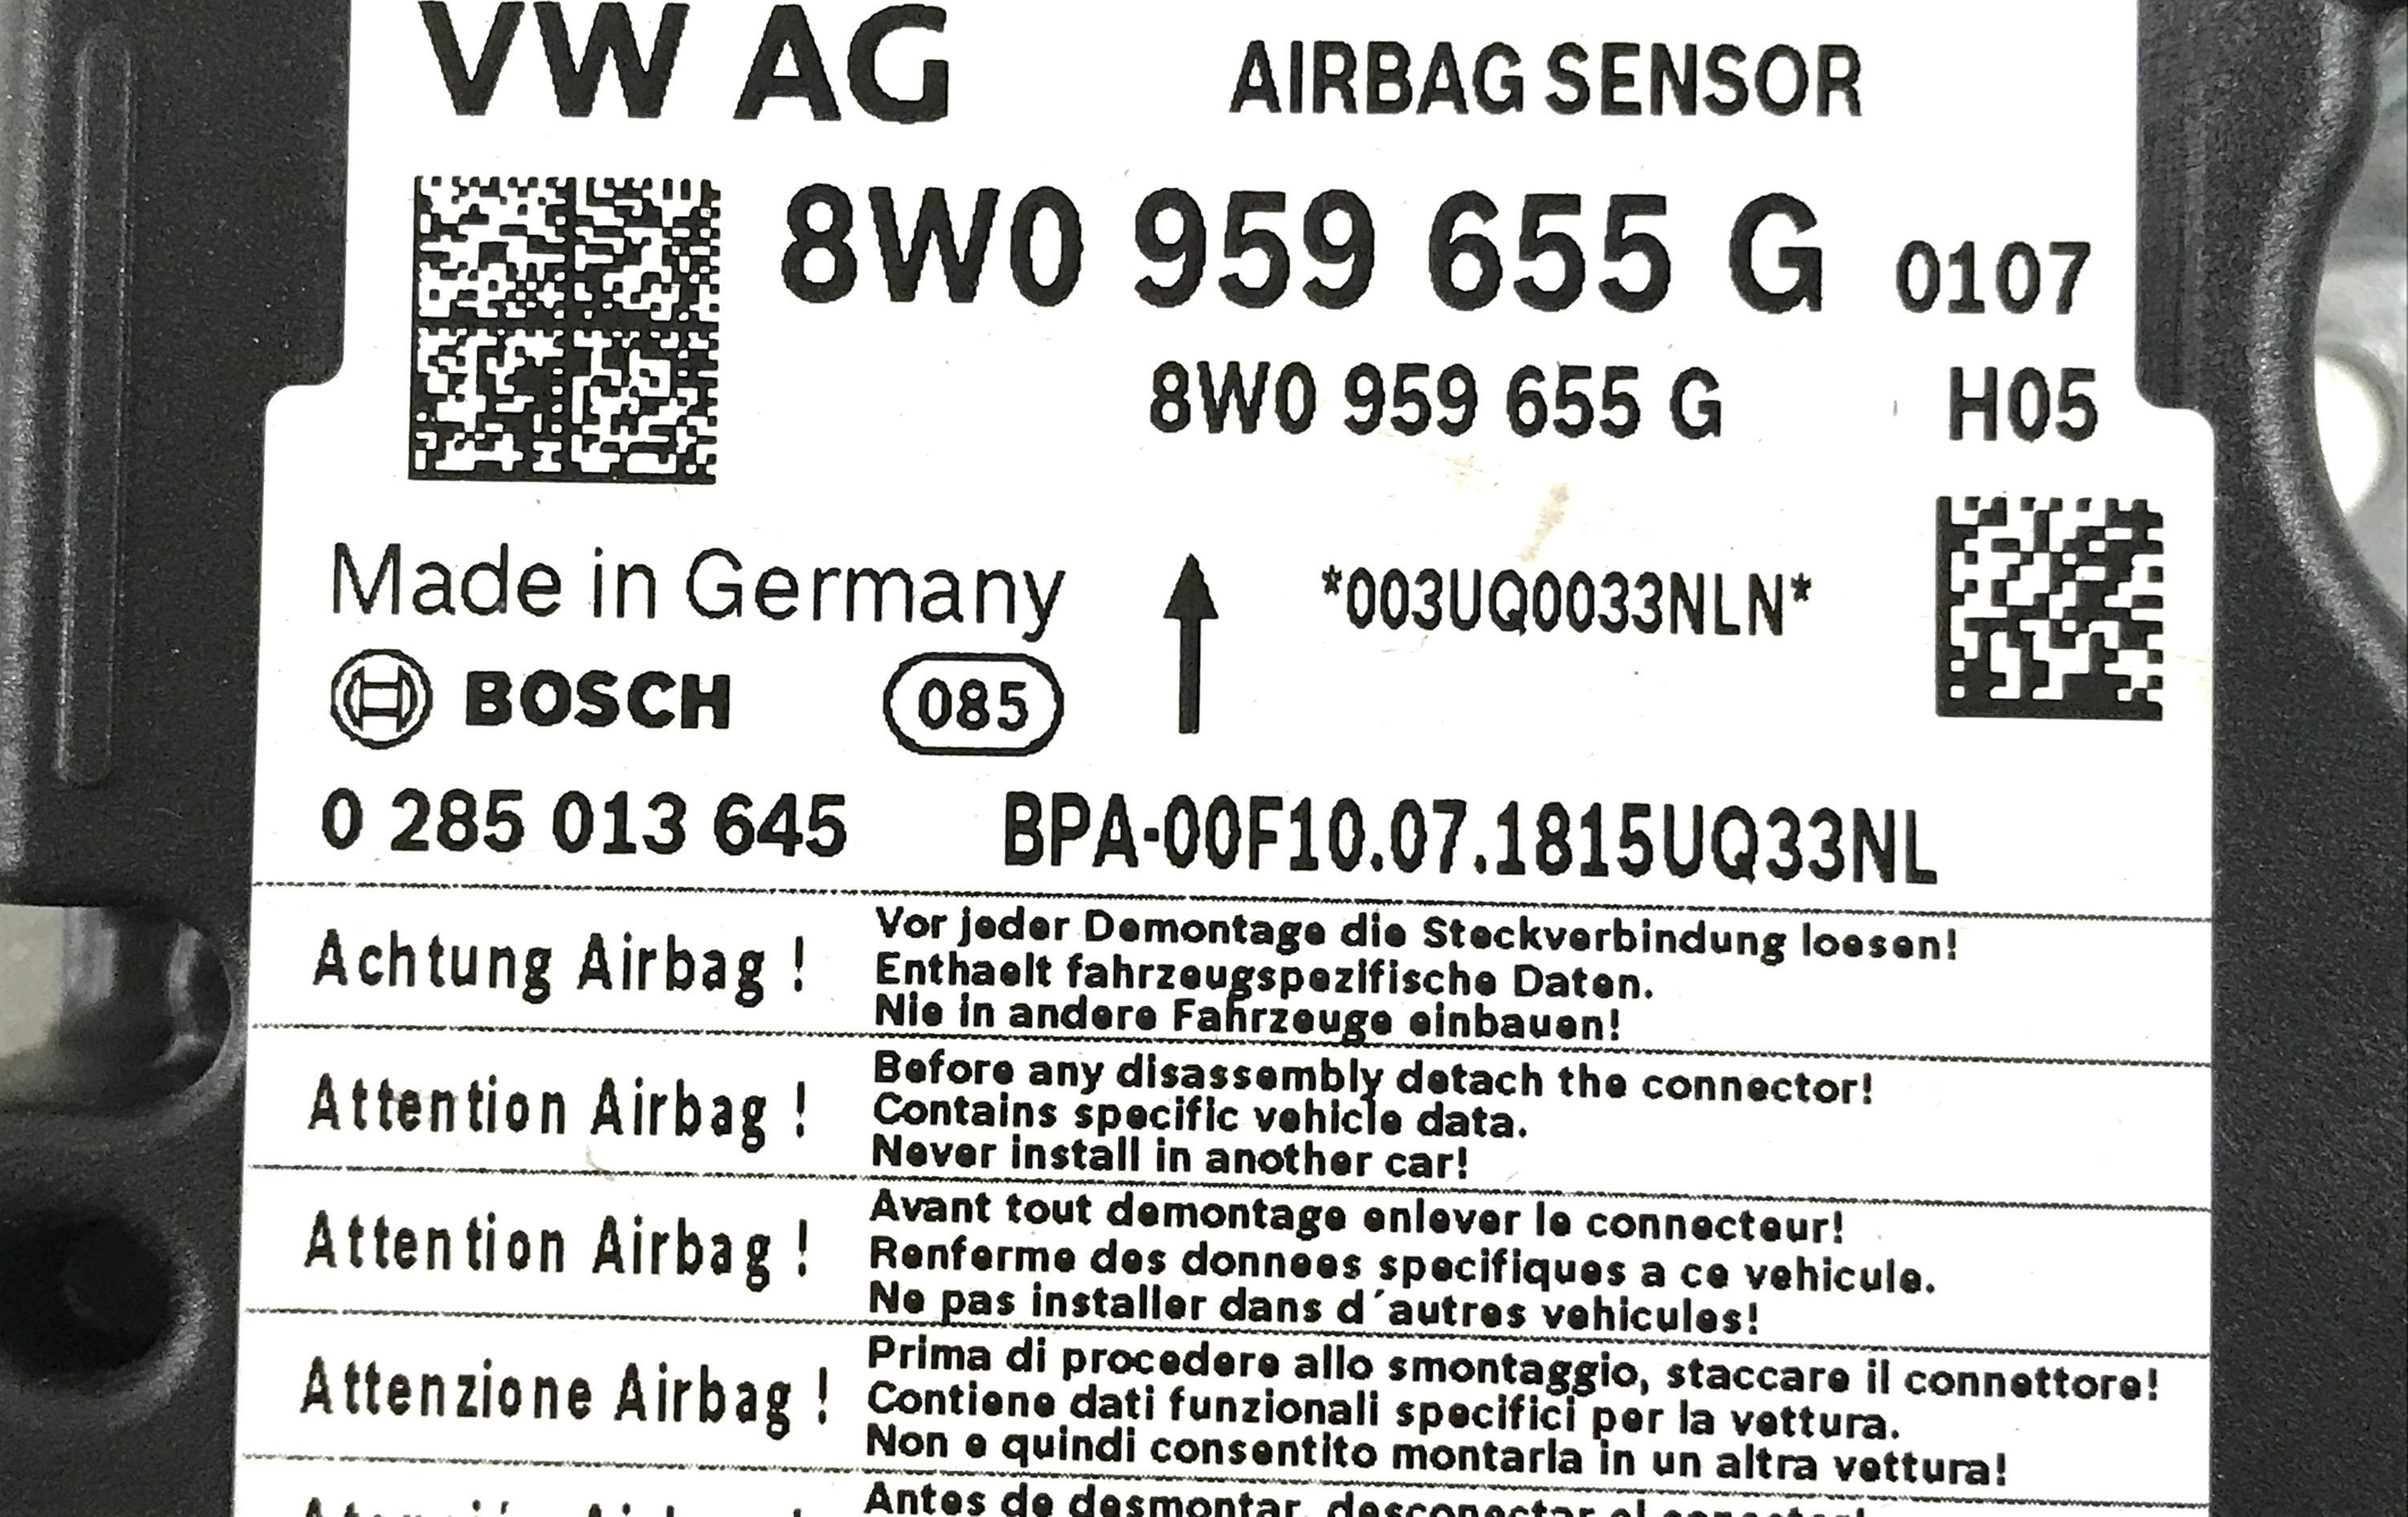 VW AG AIRBAG SENSOR
8W0 959 655 G 0107
8W0 959 655 G H05
Made in Germany *003UQ0033NLN*
BOSCH 085
0 285 013 645 BPA-00F10.07.1815UQ33NL
Achtung Airbag !
Vor jeder Demontage die Steckverbindung loesen!
Enthaelt fahrzeugspezifische Daten.
Nie in andere Fahrzeuge einbauen!
Attention Airbag !
Before any disassembly detach the connector!
Contains specific vehicle data.
Never install in another car!
Attention Airbag !
Avant tout demontage enlever le connecteur!
Renferme des donnees specifiques a ce vehicule.
Ne pas installer dans d´autres vehicules!
Attenzione Airbag !
Prima di procedere allo smontaggio, staccare il connettore!
Contiene dati funzionali specifici per la vettura.
Non e quindi consentito montarla in un altra vettura!
Antes de desmontar, desconectar el